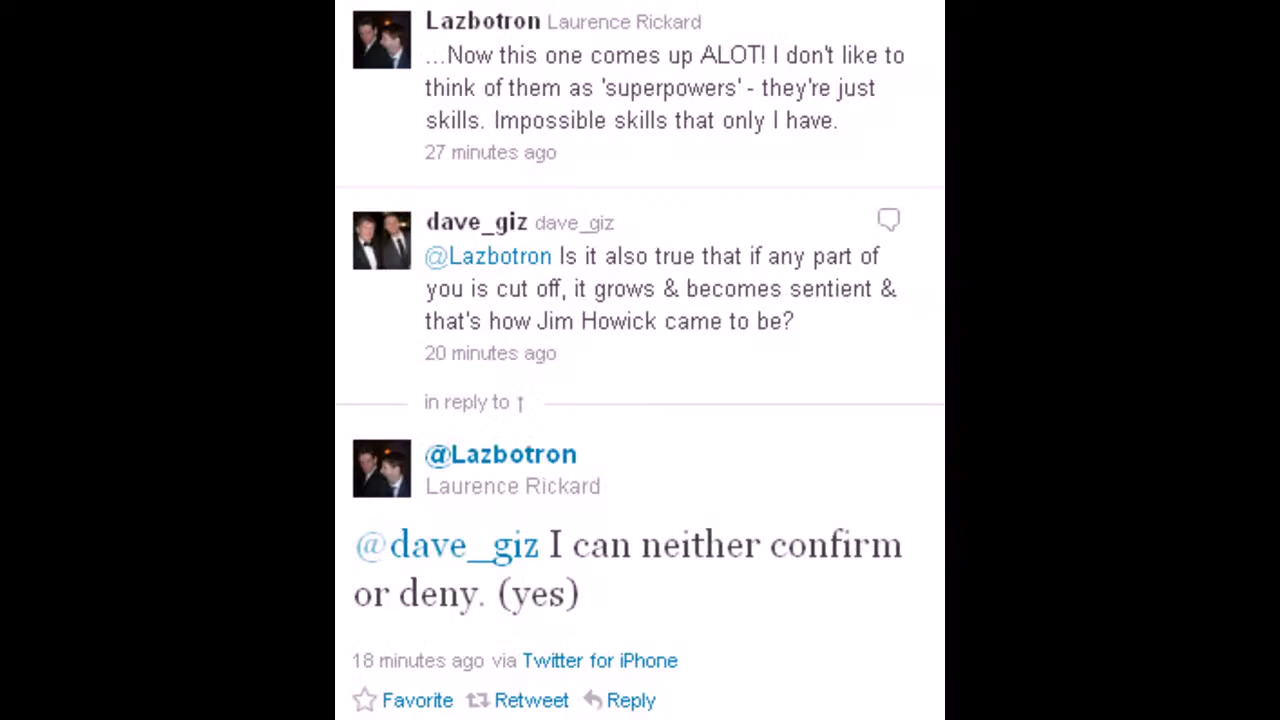 Lazbotron Laurence Rickard
...Now this one comes up ALOT! I don't like to
think of them as 'superpowers' - they're just
skills. Impossible skills that only I have.
27 minutes ago
dave_giz dave_giz
@Lazbotron Is it also true that if any part of
you is cut off, it grows & becomes sentient &
that's how Jim Howick came to be?
20 minutes ago
in reply to ↑
@Lazbotron
Laurence Rickard
@dave_giz I can neither confirm
or deny. (yes)
18 minutes ago via Twitter for iPhone
Favorite Retweet Reply